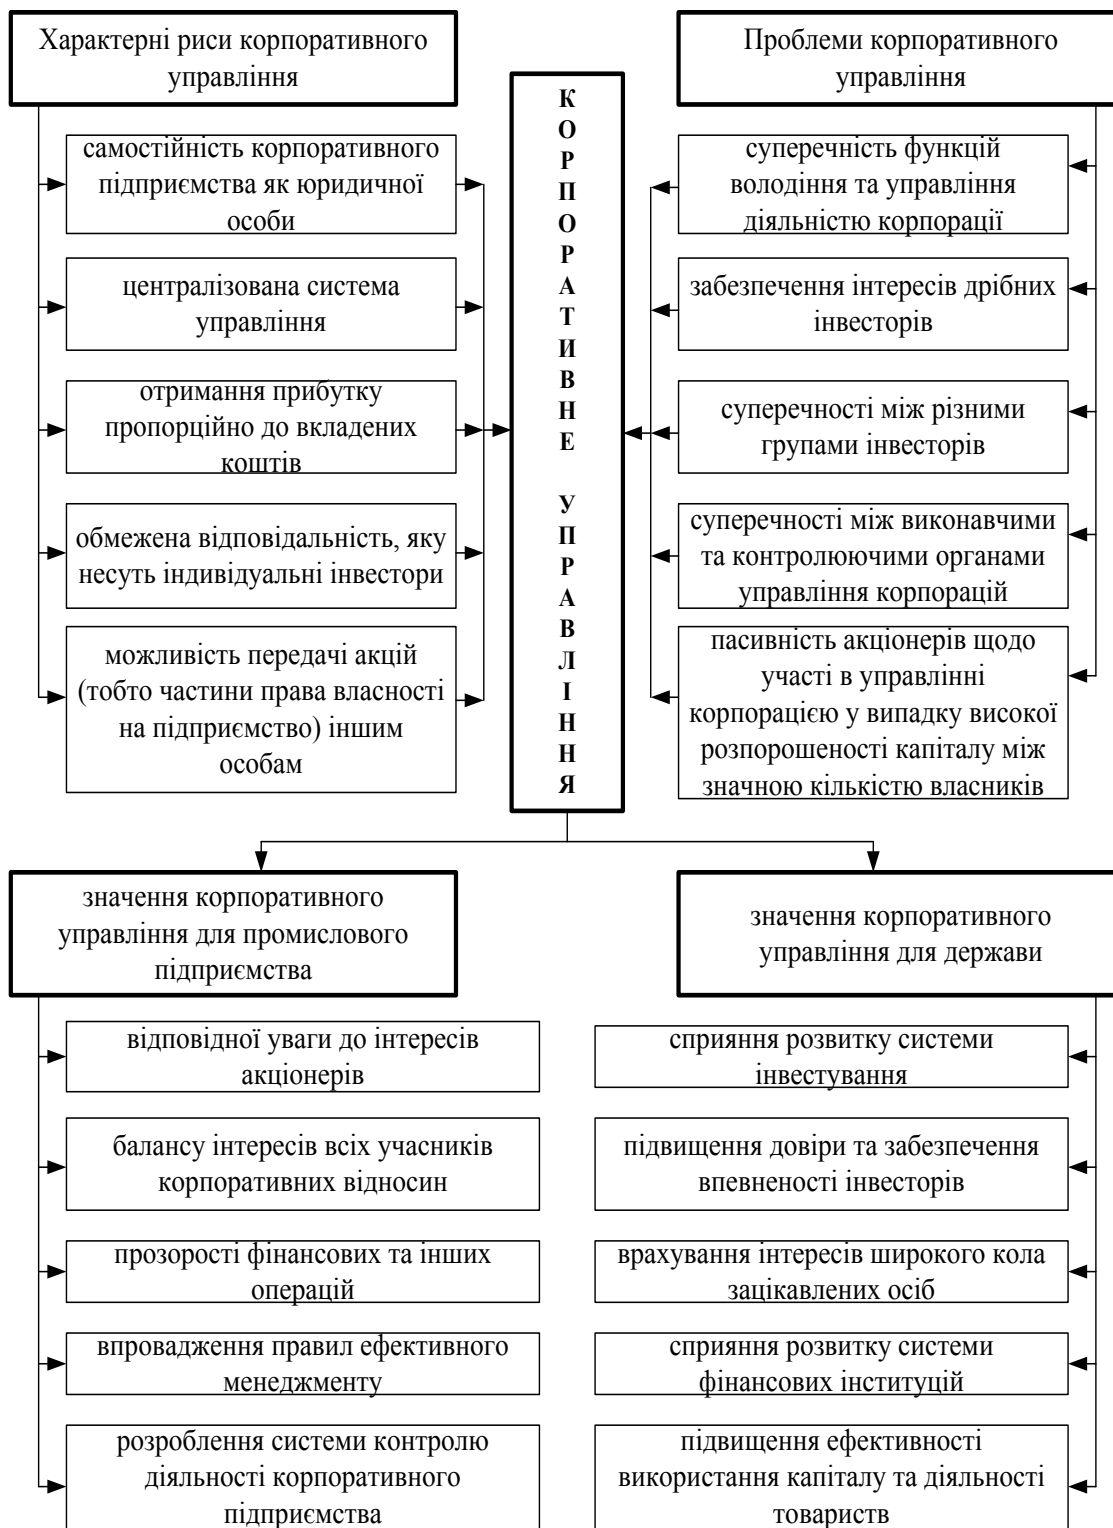 Характерні риси корпоративного
управління
самостійність корпоративного
підприємства як юридичної
особи
централізована система
управління
отримання прибутку
пропорційно до вкладених
коштів
обмежена відповідальність, яку
несуть індивідуальні інвестори
можливість передачі акцій
(тобто частини права власності
на підприємство) іншим
особам
КОРПОРАТИВНЕ УПРАВЛІННЯ
Проблеми корпоративного
управління
суперечність функцій
володіння та управління
діяльністю корпорації
забезпечення інтересів дрібних
інвесторів
суперечності між різними
групами інвесторів
суперечності між виконавчими
та контролюючими органами
управління корпорацій
пасивність акціонерів щодо
участі в управлінні
корпорацією у випадку високої
розпорошеності капіталу між
значною кількістю власників
значення корпоративного
управління для промислового
підприємства
відповідної уваги до інтересів
акціонерів
балансу інтересів всіх учасників
корпоративних відносин
прозорості фінансових та інших
операцій
впровадження правил ефективного
менеджменту
розроблення системи контролю
діяльності корпоративного
підприємства
значення корпоративного
управління для держави
сприяння розвитку системи
інвестування
підвищення довіри та забезпечення
впевненості інвесторів
врахування інтересів широкого кола
зацікавлених осіб
сприяння розвитку системи
фінансових інституцій
підвищення ефективності
використання капіталу та діяльності
товариств